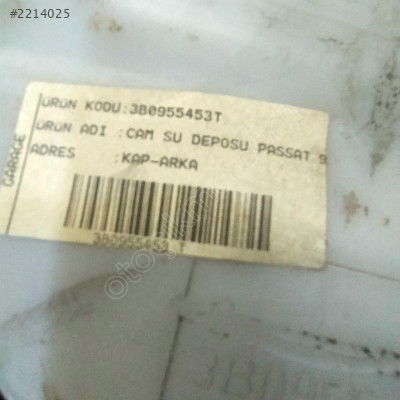 #2214025
GARAGE
ÜRÜN KODU:3B0955453T
ÜRÜN ADI :CAM SU DEPOSU PASSAT 9
ADRES :KAP-ARKA
3B0955453 T